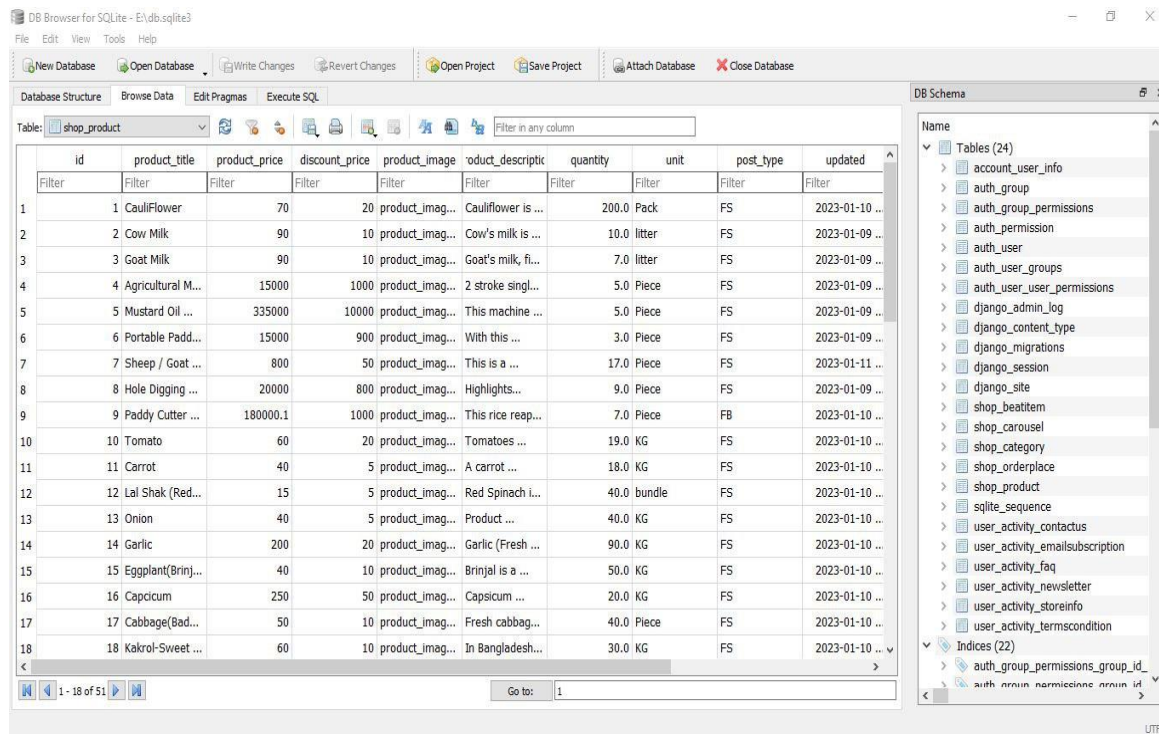 DB Browser for SQLite - E:\db.sqlite3
File Edit View Tools Help
New Database Open Database Write Changes Revert Changes Open Project Save Project Attach Database Close Database
Database Structure Browse Data Edit Pragmas Execute SQL
Table: shop_product Filter in any column
id product_title product_price discount_price product_image roduct_descriptic quantity unit post_type updated
Filter Filter Filter Filter Filter Filter Filter Filter Filter Filter
1 1 CauliFlower 70 20 product_imag... Cauliflower is ... 200.0 Pack FS 2023-01-10 ...
2 2 Cow Milk 90 10 product_imag... Cow's milk is ... 10.0 litter FS 2023-01-09 ...
3 3 Goat Milk 90 10 product_imag... Goat's milk, fi... 7.0 litter FS 2023-01-09 ...
4 4 Agricultural M... 15000 1000 product_imag... 2 stroke singl... 5.0 Piece FS 2023-01-09 ...
5 5 Mustard Oil ... 335000 10000 product_imag... This machine ... 5.0 Piece FS 2023-01-09 ...
6 6 Portable Padd... 15000 900 product_imag... With this ... 3.0 Piece FS 2023-01-09 ...
7 7 Sheep / Goat ... 800 50 product_imag... This is a ... 17.0 Piece FS 2023-01-11 ...
8 8 Hole Digging ... 20000 800 product_imag... Highlights... 9.0 Piece FS 2023-01-09 ...
9 9 Paddy Cutter ... 180000.1 1000 product_imag... This rice reap... 7.0 Piece FB 2023-01-10 ...
10 10 Tomato 60 20 product_imag... Tomatoes ... 19.0 KG FS 2023-01-10 ...
11 11 Carrot 40 5 product_imag... A carrot ... 18.0 KG FS 2023-01-10 ...
12 12 Lal Shak (Red... 15 5 product_imag... Red Spinach i... 40.0 bundle FS 2023-01-10 ...
13 13 Onion 40 5 product_imag... Product ... 40.0 KG FS 2023-01-10 ...
14 14 Garlic 200 20 product_imag... Garlic (Fresh ... 90.0 KG FS 2023-01-10 ...
15 15 Eggplant(Brinj... 40 10 product_imag... Brinjal is a ... 50.0 KG FS 2023-01-10 ...
16 16 Capcicum 250 50 product_imag... Capsicum ... 20.0 KG FS 2023-01-10 ...
17 17 Cabbage(Bad... 50 10 product_imag... Fresh cabbag... 40.0 Piece FS 2023-01-10 ...
18 18 Kakrol-Sweet ... 60 10 product_imag... In Bangladesh... 30.0 KG FS 2023-01-10 ...
1 - 18 of 51 Go to: 1
DB Schema
Name
Tables (24)
account_user_info
auth_group
auth_group_permissions
auth_permission
auth_user
auth_user_groups
auth_user_user_permissions
django_admin_log
django_content_type
django_migrations
django_session
django_site
shop_beatitem
shop_carousel
shop_category
shop_orderplace
shop_product
sqlite_sequence
user_activity_contactus
user_activity_emailsubscription
user_activity_faq
user_activity_newsletter
user_activity_storeinfo
user_activity_termscondition
Indices (22)
auth_group_permissions_group_id_
auth_group_permissions_group_id
UTF